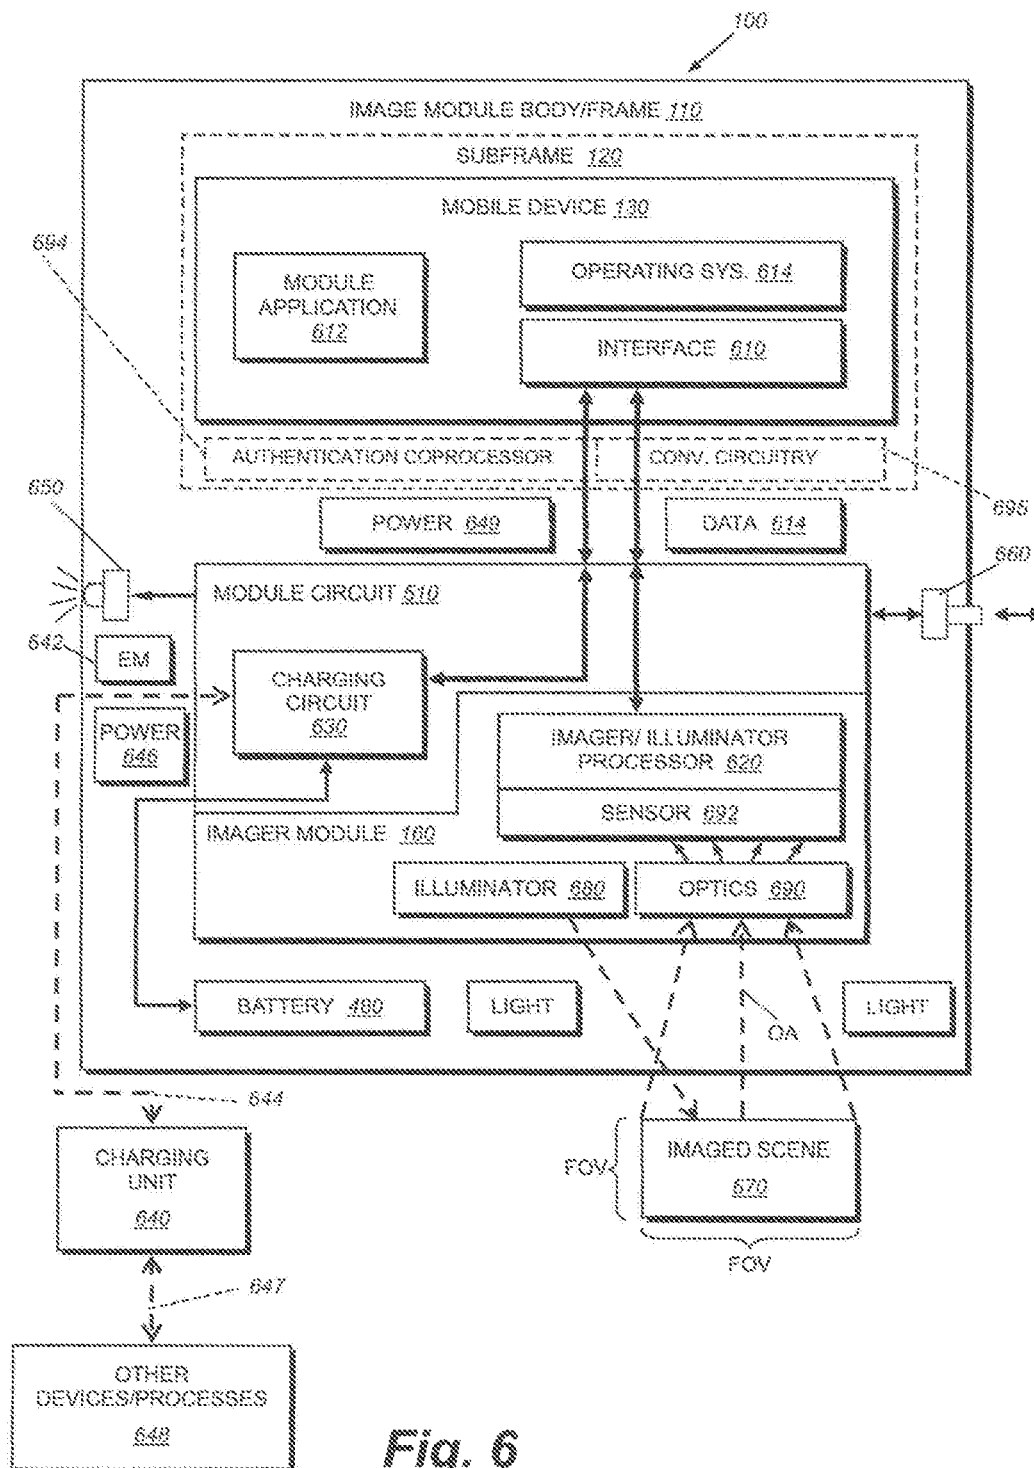 100
IMAGE MODULE BODY/FRAME 110
SUBFRAME 120
MOBILE DEVICE 130
694
MODULE
APPLICATION
612
OPERATING SYS. 614
INTERFACE 610
AUTHENTICATION COPROCESSOR
CONV. CIRCUITRY
650
POWER 649
DATA 614
695
660
MODULE CIRCUIT 510
642
EM
CHARGING
CIRCUIT
630
POWER
646
IMAGER/ ILLUMINATOR
PROCESSOR 620
SENSOR 692
IMAGER MODULE 160
ILLUMINATOR 680
OPTICS 690
BATTERY 460
LIGHT
OA
LIGHT
644
CHARGING
UNIT
640
FOV
IMAGED SCENE
670
FOV
647
OTHER
DEVICES/PROCESSES
648
Fig. 6